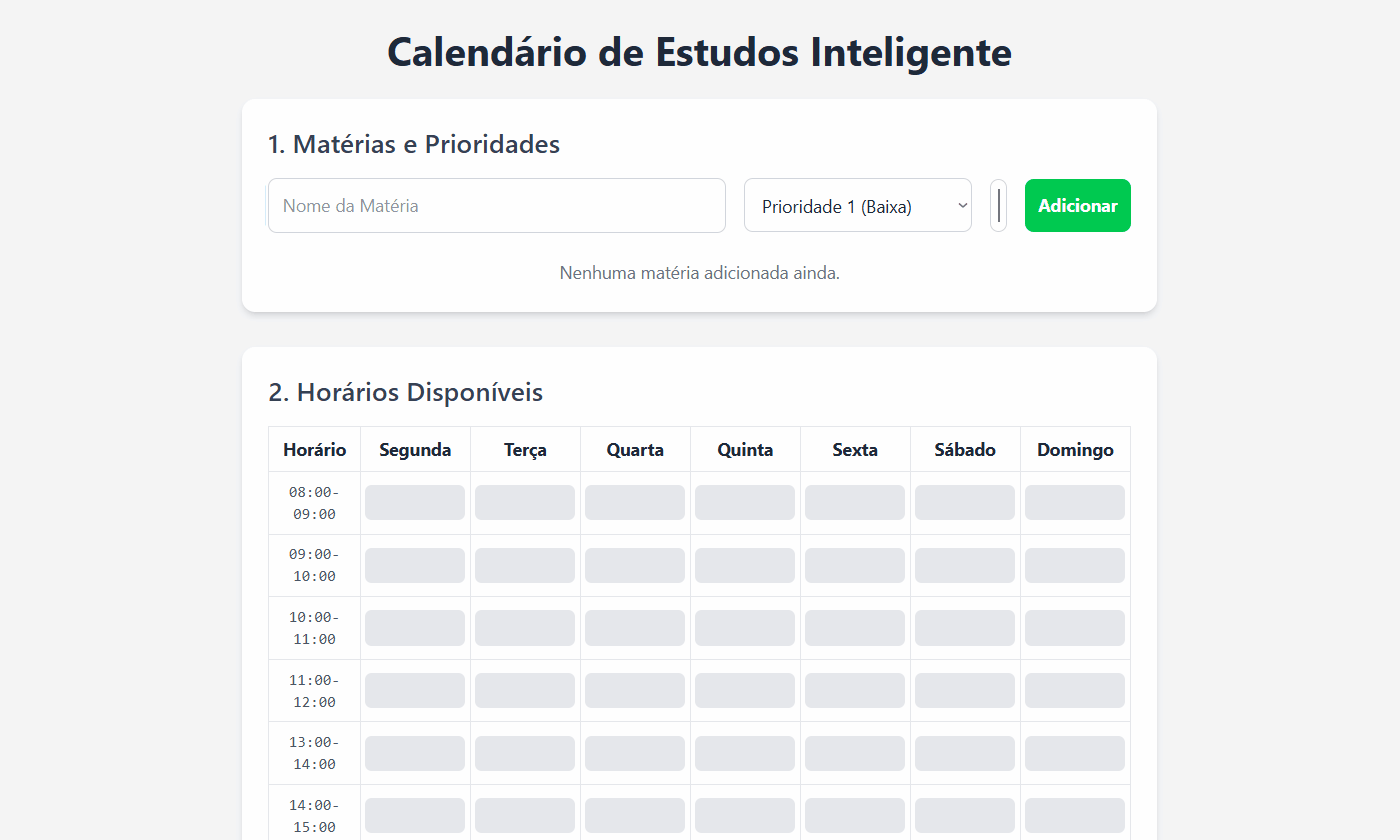 Calendário de Estudos Inteligente
1. Matérias e Prioridades
Nome da Matéria
Prioridade 1 (Baixa)
Adicionar
Nenhuma matéria adicionada ainda.
2. Horários Disponíveis
Horário Segunda Terça Quarta Quinta Sexta Sábado Domingo
08:00-
09:00
09:00-
10:00
10:00-
11:00
11:00-
12:00
13:00-
14:00
14:00-
15:00